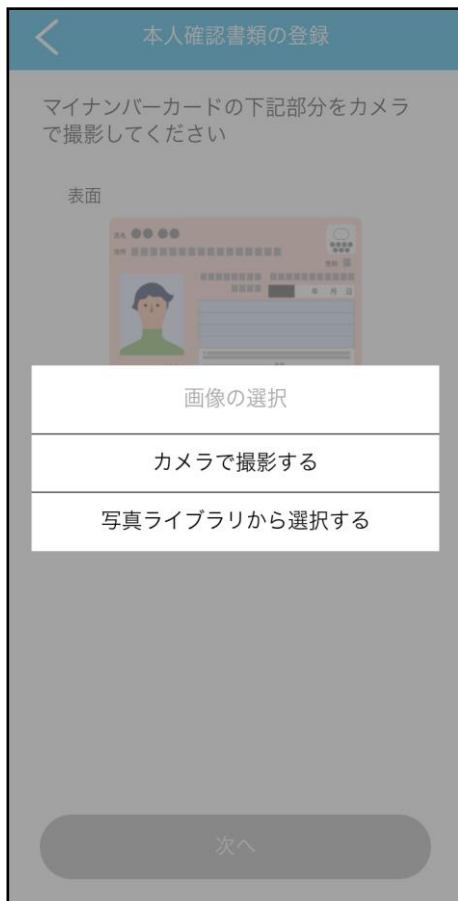 本人確認書類の登録
マイナンバーカードの下記部分をカメラ
で撮影してください
表面
年 月 日
画像の選択
カメラで撮影する
写真ライブラリから選択する
次へ